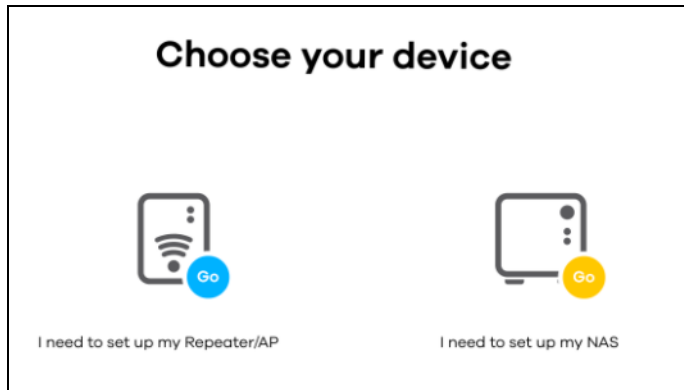 Choose your device
Go
Go
I need to set up my Repeater/AP
I need to set up my NAS